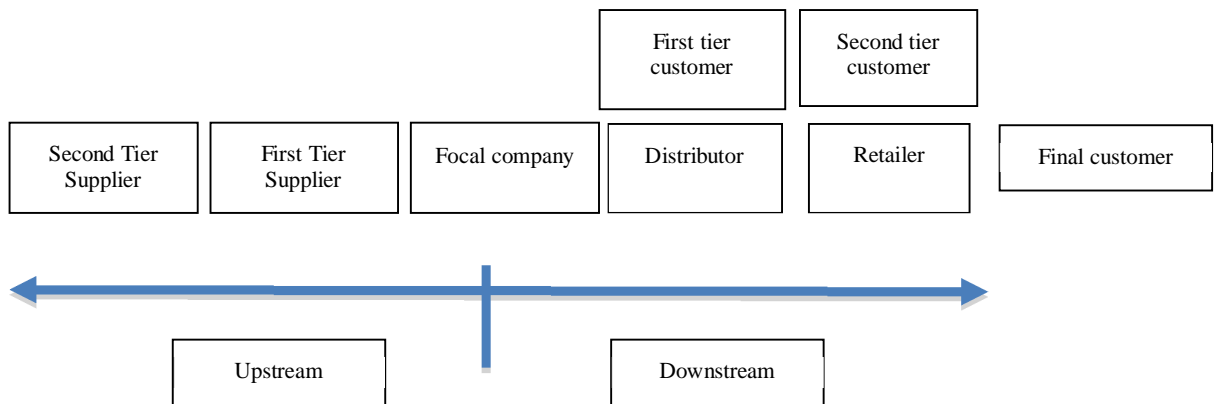 First tier
customer
Second tier
customer
Second Tier
Supplier
First Tier
Supplier
Focal company
Distributor
Retailer
Final customer
Upstream
Downstream